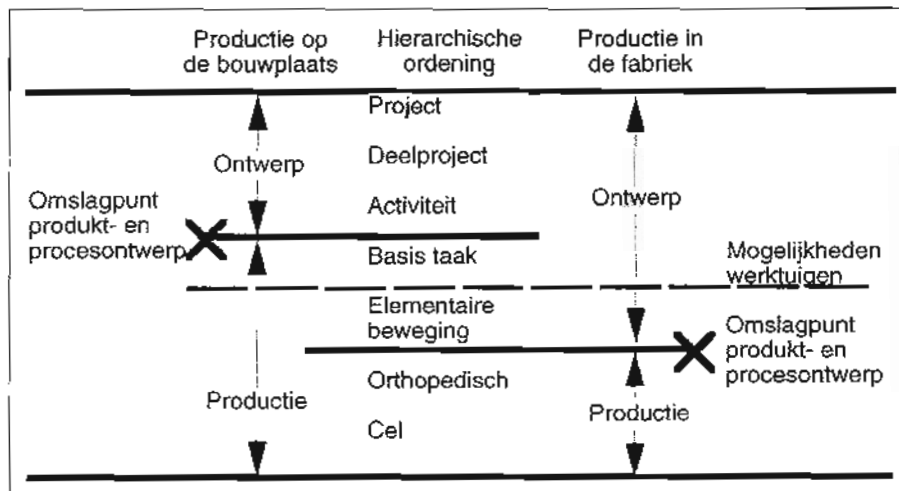 Productie op
de bouwplaats
Hierarchische
ordening
Productie in
de fabriek
Project
Ontwerp
Deelproject
Ontwerp
Activiteit
Omslagpunt
produkt- en
procesontwerp
Basis taak
Mogelijkheden
werktuigen
Elementaire
beweging
Omslagpunt
produkt- en
procesontwerp
Orthopedisch
Productie
Productie
Cel